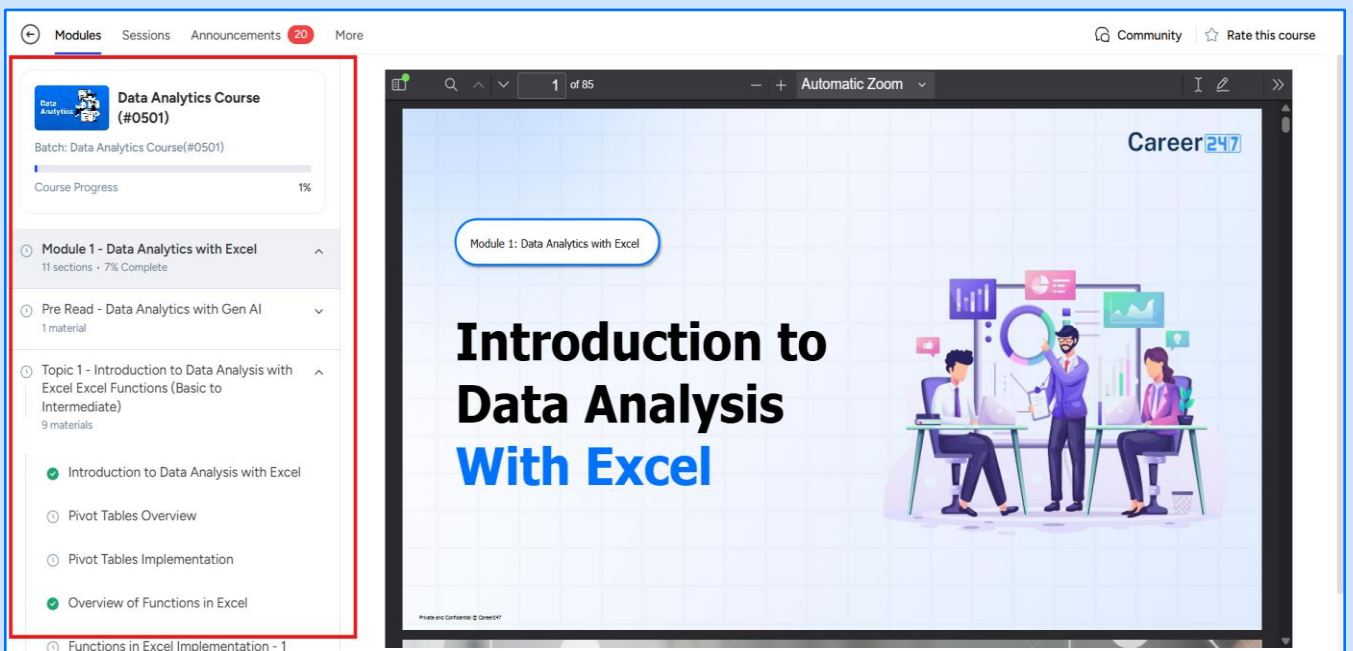 Modules Sessions Announcements 20 More
Community Rate this course
Data Analytics
Data Analytics Course
(#0501)
Batch: Data Analytics Course(#0501)
Course Progress 1%
Module 1 - Data Analytics with Excel
11 sections • 7% Complete
Pre Read - Data Analytics with Gen AI
1 material
Topic 1 - Introduction to Data Analysis with
Excel Excel Functions (Basic to
Intermediate)
9 materials
Introduction to Data Analysis with Excel
Pivot Tables Overview
Pivot Tables Implementation
Overview of Functions in Excel
Functions in Excel Implementation - 1
1 of 85
Automatic Zoom
Career247
Module 1: Data Analytics with Excel
Introduction to
Data Analysis
With Excel
Private and Confidential © Career247